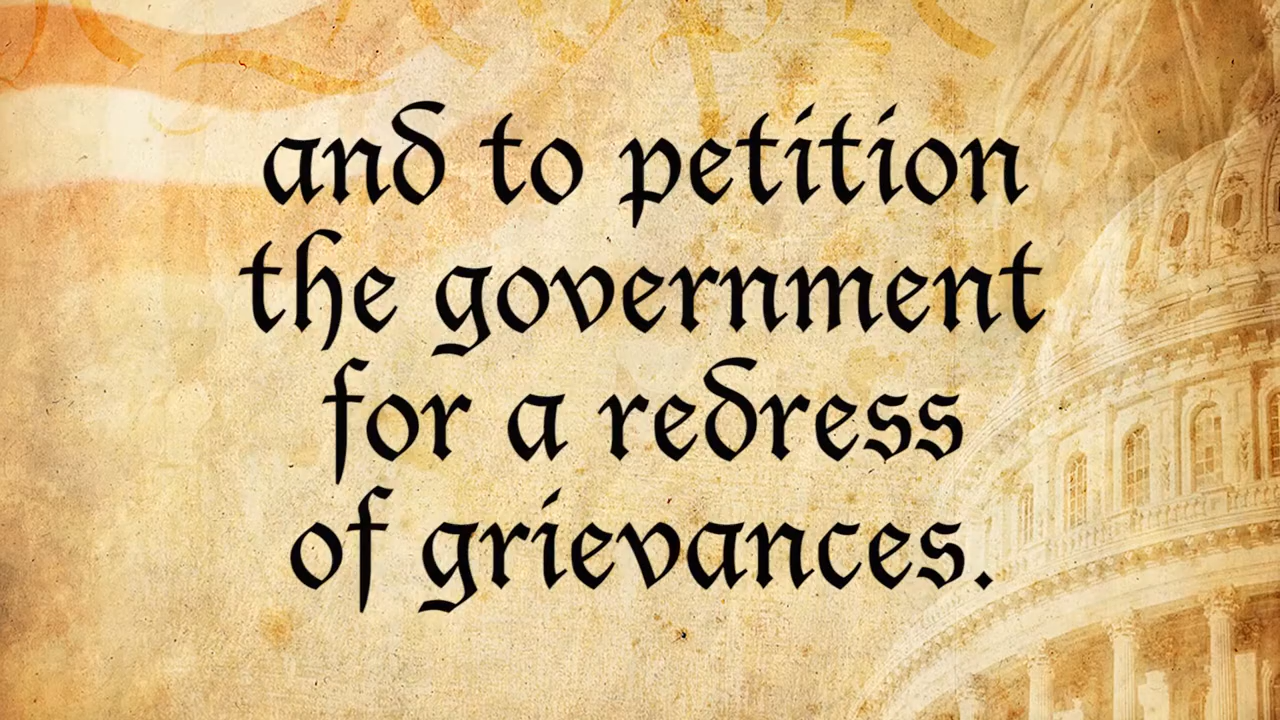 and to petition
the government
for a redress
of grievances.